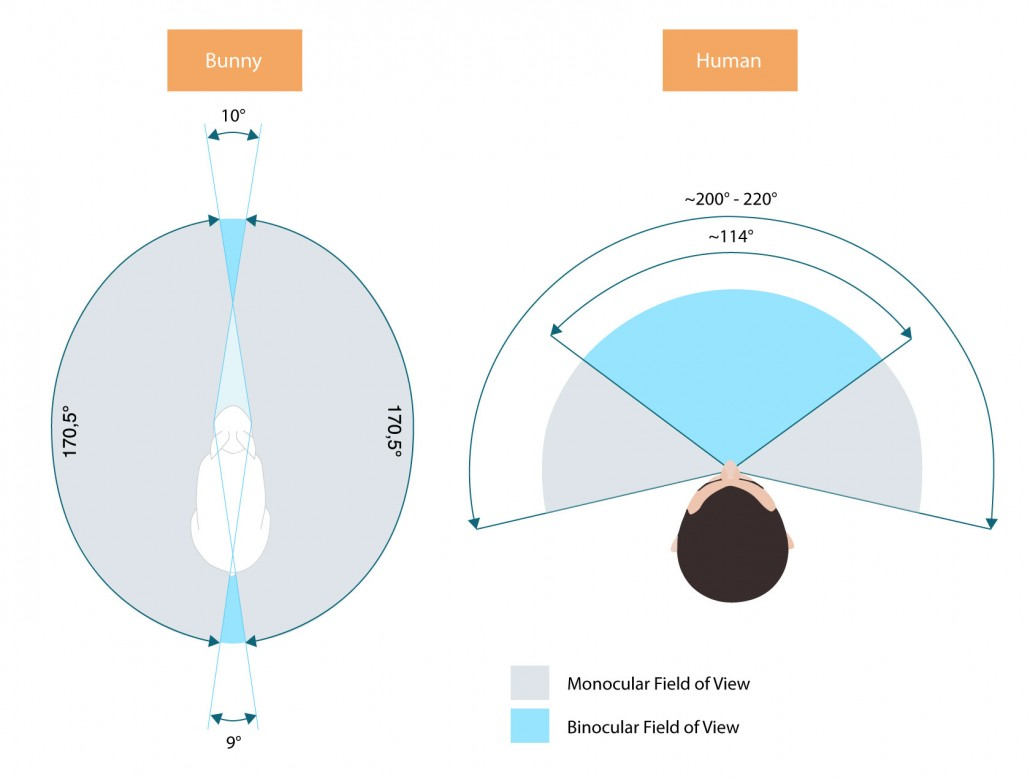 Bunny
Human
10°
~200° - 220°
~114°
170,5°
170,5°
9°
Monocular Field of View
Binocular Field of View